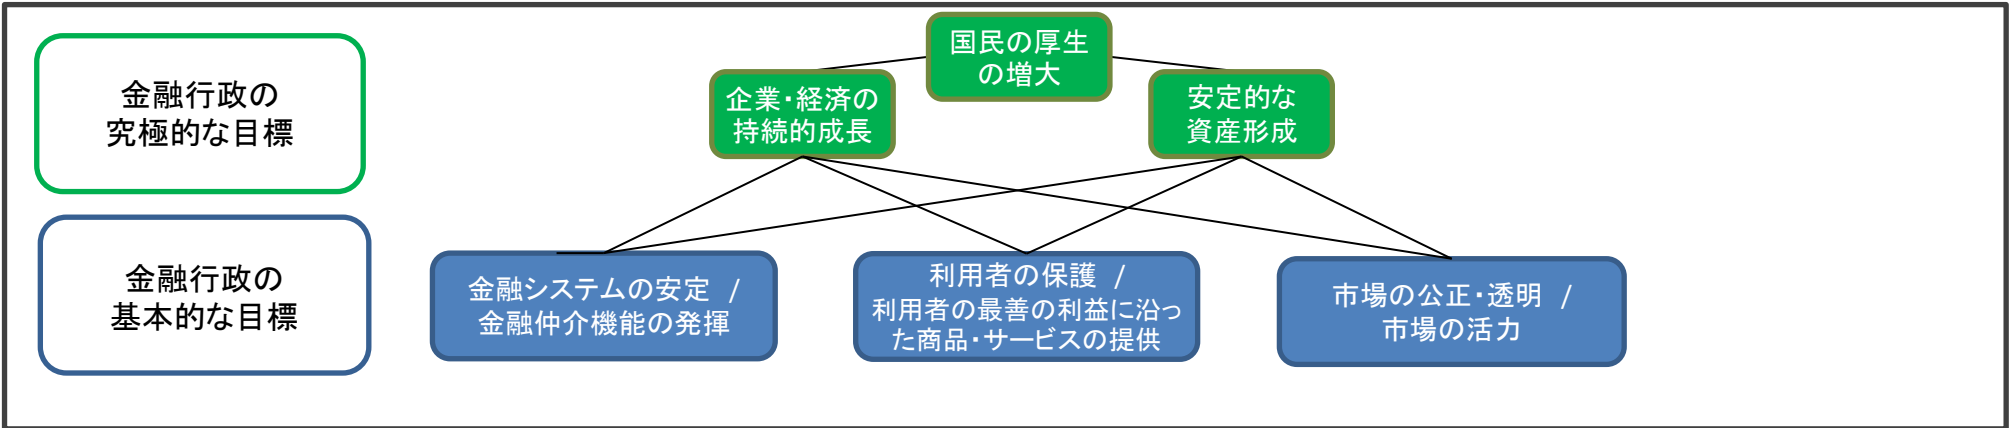 金融行政の
究極的な目標
国民の厚生
の増大
企業・経済の
持続的成長
安定的な
資産形成
金融行政の
基本的な目標
金融システムの安定 /
金融仲介機能の発揮
利用者の保護 /
利用者の最善の利益に沿っ
た商品・サービスの提供
市場の公正・透明 /
市場の活力